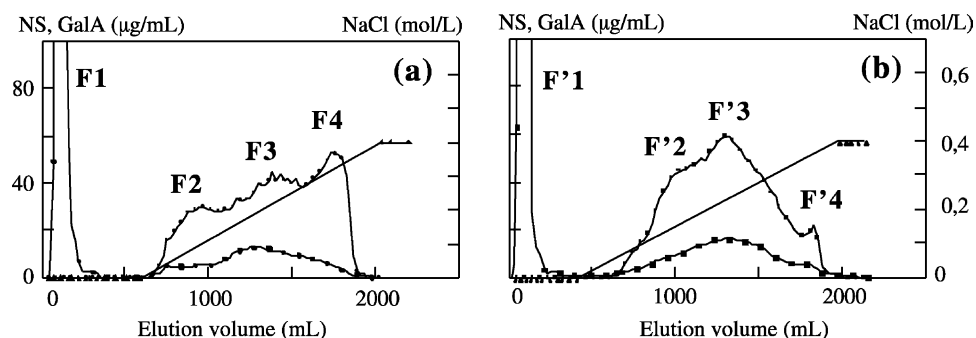 NS, GalA (µg/mL) NaCl (mol/L) NS, GalA (µg/mL) NaCl (mol/L)
(a) (b)
F1 F'1
F2 F3 F4
F'2 F'3 F'4
80
40
0
0,6
0,4
0,2
0
0 1000 2000
0 1000 2000
Elution volume (mL) Elution volume (mL)